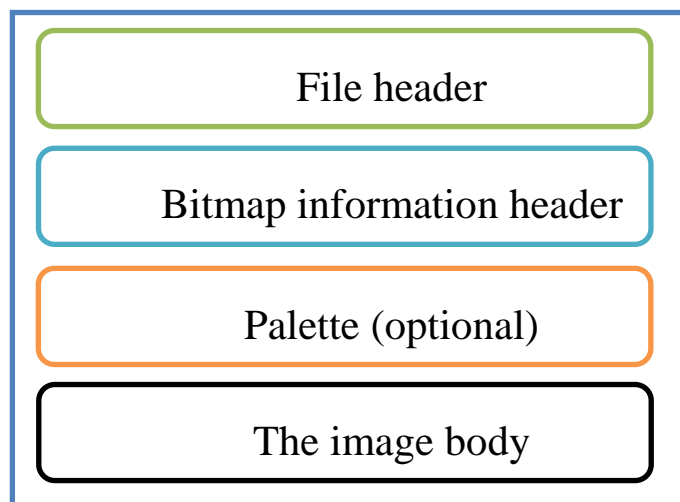 File header
Bitmap information header
Palette (optional)
The image body